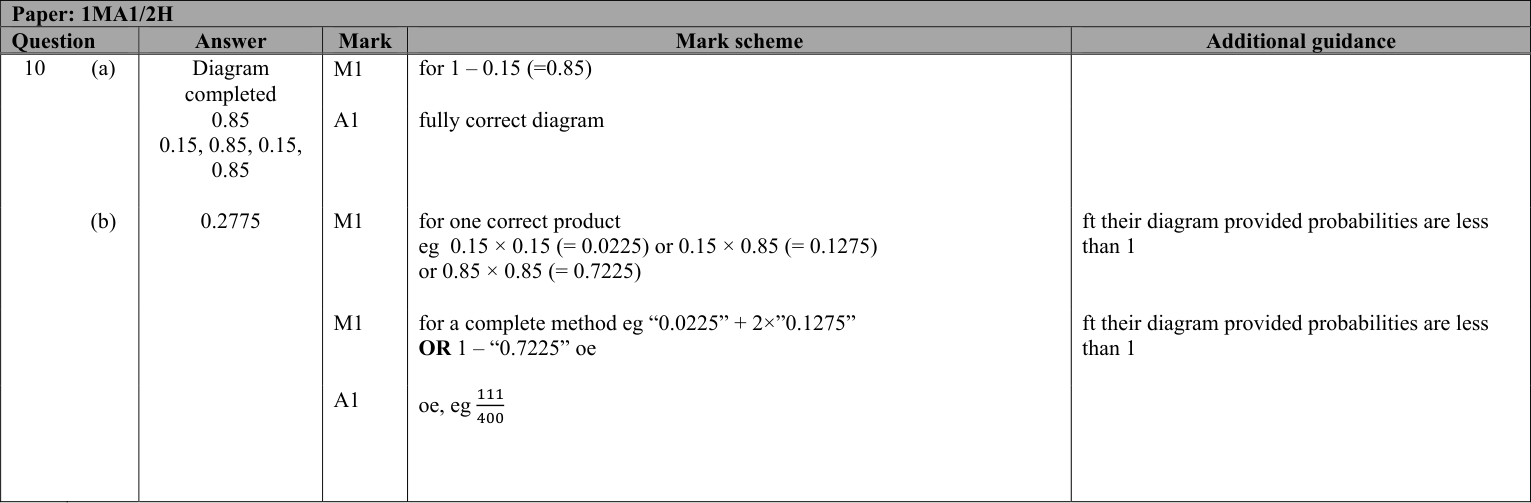 Paper: 1MA1/2H
Question Answer Mark Mark scheme Additional guidance
10 (a) Diagram M1 for 1 – 0.15 (=0.85)
completed
0.85 A1 fully correct diagram
0.15, 0.85, 0.15,
0.85
(b) 0.2775 M1 for one correct product ft their diagram provided probabilities are less
eg 0.15 × 0.15 (= 0.0225) or 0.15 × 0.85 (= 0.1275) than 1
or 0.85 × 0.85 (= 0.7225)
M1 for a complete method eg “0.0225” + 2×”0.1275” ft their diagram provided probabilities are less
OR 1 – “0.7225” oe than 1
A1 oe, eg 111/400